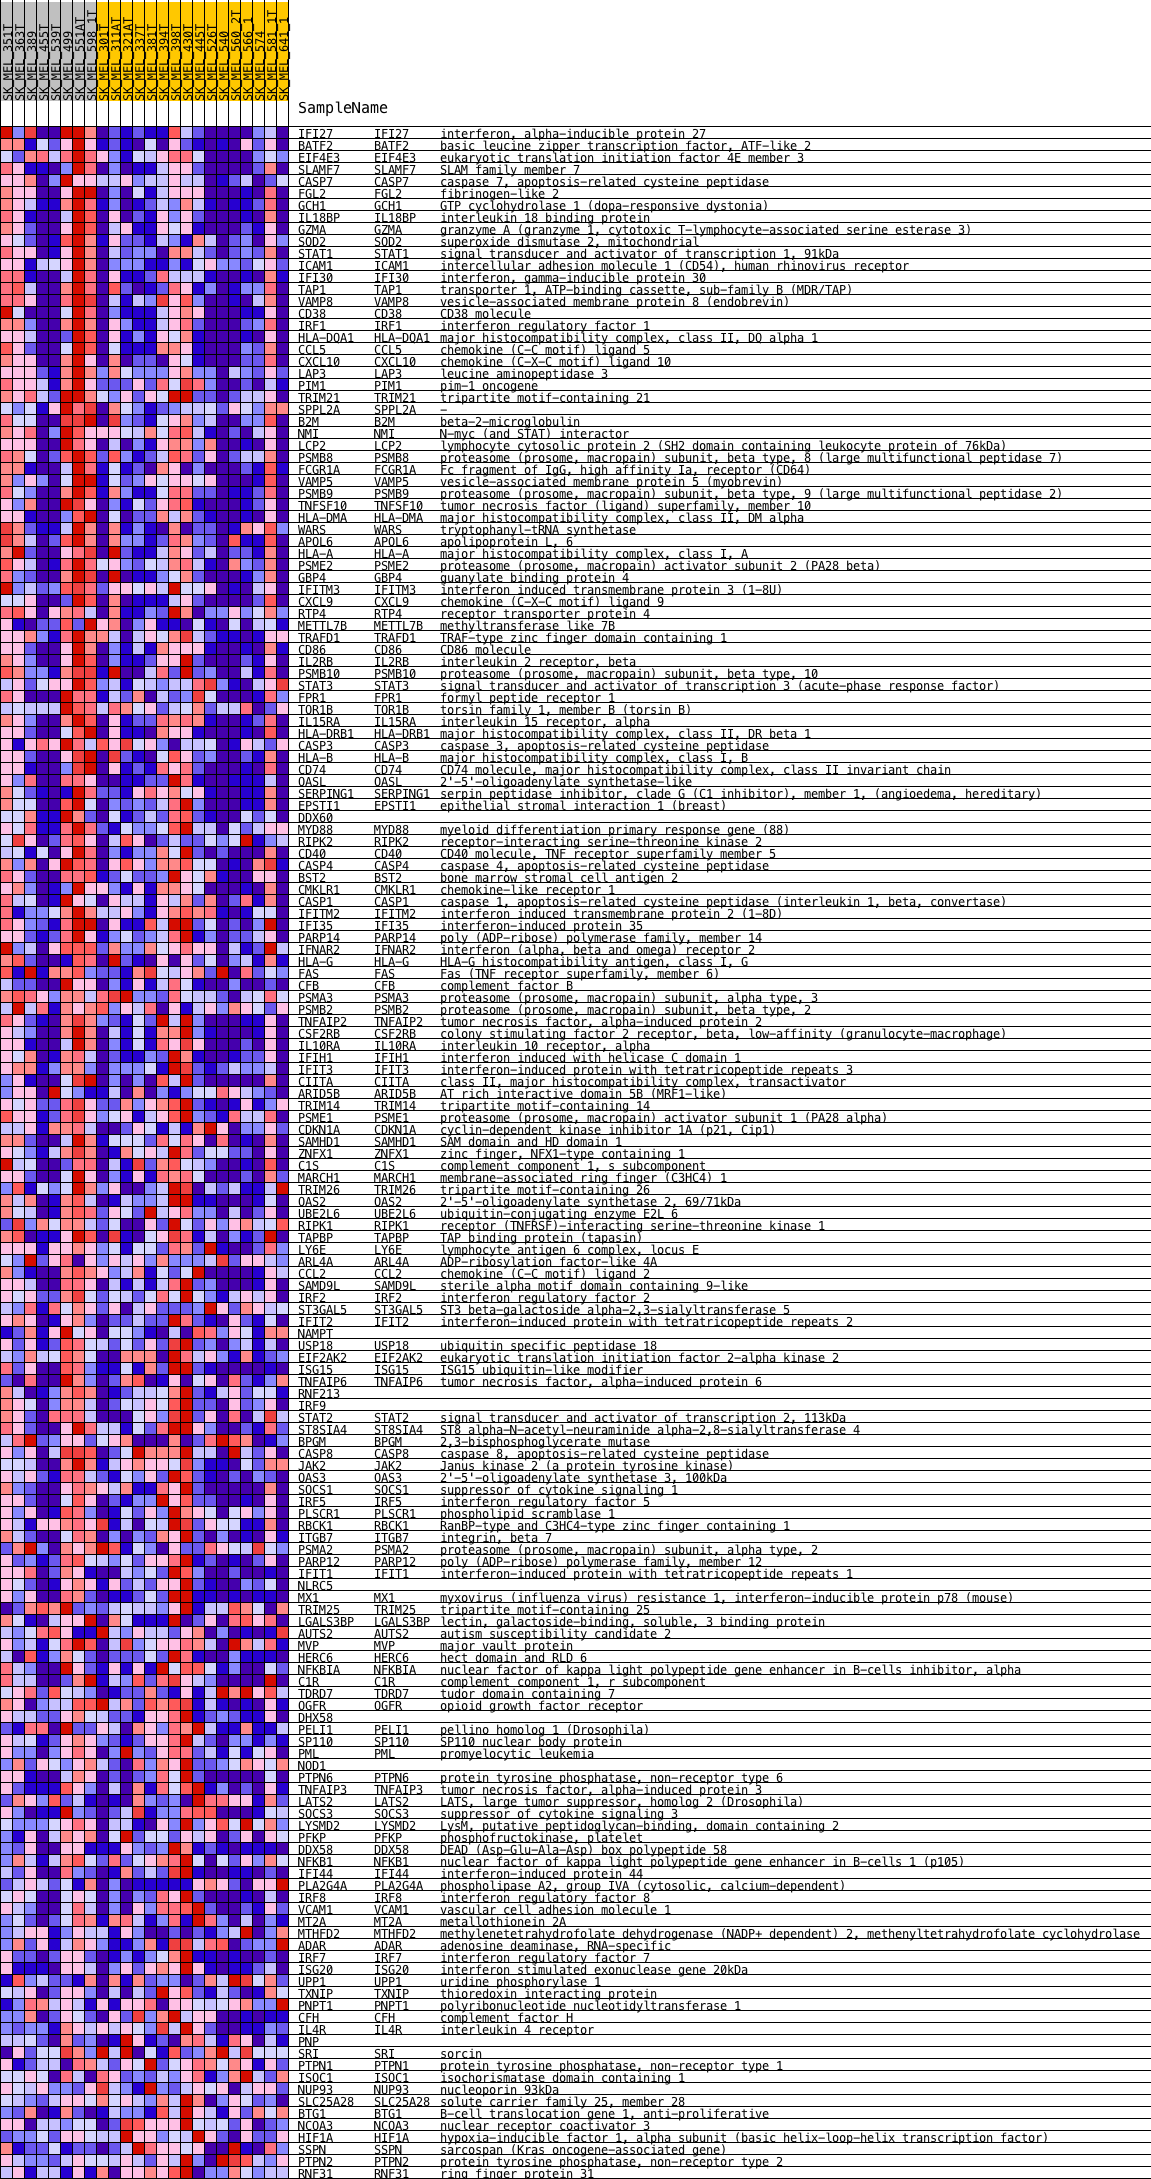 SK_MEL_351T
SK_MEL_363T
SK_MEL_389
SK_MEL_455T
SK_MEL_539T
SK_MEL_499
SK_MEL_551AT
SK_MEL_598_1T
SK_MEL_301T
SK_MEL_311AT
SK_MEL_321AT
SK_MEL_337T
SK_MEL_381T
SK_MEL_394T
SK_MEL_398T
SK_MEL_430T
SK_MEL_445T
SK_MEL_526T
SK_MEL_540
SK_MEL_560_2T
SK_MEL_566_1
SK_MEL_574
SK_MEL_581_1T
SK_MEL_641_1
SampleName
IFI27 IFI27 interferon, alpha-inducible protein 27
BATF2 BATF2 basic leucine zipper transcription factor, ATF-like 2
EIF4E3 EIF4E3 eukaryotic translation initiation factor 4E member 3
SLAMF7 SLAMF7 SLAM family member 7
CASP7 CASP7 caspase 7, apoptosis-related cysteine peptidase
FGL2 FGL2 fibrinogen-like 2
GCH1 GCH1 GTP cyclohydrolase 1 (dopa-responsive dystonia)
IL18BP IL18BP interleukin 18 binding protein
GZMA GZMA granzyme A (granzyme 1, cytotoxic T-lymphocyte-associated serine esterase 3)
SOD2 SOD2 superoxide dismutase 2, mitochondrial
STAT1 STAT1 signal transducer and activator of transcription 1, 91kDa
ICAM1 ICAM1 intercellular adhesion molecule 1 (CD54), human rhinovirus receptor
IFI30 IFI30 interferon, gamma-inducible protein 30
TAP1 TAP1 transporter 1, ATP-binding cassette, sub-family B (MDR/TAP)
VAMP8 VAMP8 vesicle-associated membrane protein 8 (endobrevin)
CD38 CD38 CD38 molecule
IRF1 IRF1 interferon regulatory factor 1
HLA-DQA1 HLA-DQA1 major histocompatibility complex, class II, DQ alpha 1
CCL5 CCL5 chemokine (C-C motif) ligand 5
CXCL10 CXCL10 chemokine (C-X-C motif) ligand 10
LAP3 LAP3 leucine aminopeptidase 3
PIM1 PIM1 pim-1 oncogene
TRIM21 TRIM21 tripartite motif-containing 21
SPPL2A SPPL2A -
B2M B2M beta-2-microglobulin
NMI NMI N-myc (and STAT) interactor
LCP2 LCP2 lymphocyte cytosolic protein 2 (SH2 domain containing leukocyte protein of 76kDa)
PSMB8 PSMB8 proteasome (prosome, macropain) subunit, beta type, 8 (large multifunctional peptidase 7)
FCGR1A FCGR1A Fc fragment of IgG, high affinity Ia, receptor (CD64)
VAMP5 VAMP5 vesicle-associated membrane protein 5 (myobrevin)
PSMB9 PSMB9 proteasome (prosome, macropain) subunit, beta type, 9 (large multifunctional peptidase 2)
TNFSF10 TNFSF10 tumor necrosis factor (ligand) superfamily, member 10
HLA-DMA HLA-DMA major histocompatibility complex, class II, DM alpha
WARS WARS tryptophanyl-tRNA synthetase
APOL6 APOL6 apolipoprotein L, 6
HLA-A HLA-A major histocompatibility complex, class I, A
PSME2 PSME2 proteasome (prosome, macropain) activator subunit 2 (PA28 beta)
GBP4 GBP4 guanylate binding protein 4
IFITM3 IFITM3 interferon induced transmembrane protein 3 (1-8U)
CXCL9 CXCL9 chemokine (C-X-C motif) ligand 9
RTP4 RTP4 receptor transporter protein 4
METTL7B METTL7B methyltransferase like 7B
TRAFD1 TRAFD1 TRAF-type zinc finger domain containing 1
CD86 CD86 CD86 molecule
IL2RB IL2RB interleukin 2 receptor, beta
PSMB10 PSMB10 proteasome (prosome, macropain) subunit, beta type, 10
STAT3 STAT3 signal transducer and activator of transcription 3 (acute-phase response factor)
FPR1 FPR1 formyl peptide receptor 1
TOR1B TOR1B torsin family 1, member B (torsin B)
IL15RA IL15RA interleukin 15 receptor, alpha
HLA-DRB1 HLA-DRB1 major histocompatibility complex, class II, DR beta 1
CASP3 CASP3 caspase 3, apoptosis-related cysteine peptidase
HLA-B HLA-B major histocompatibility complex, class I, B
CD74 CD74 CD74 molecule, major histocompatibility complex, class II invariant chain
OASL OASL 2'-5'-oligoadenylate synthetase-like
SERPING1 SERPING1 serpin peptidase inhibitor, clade G (C1 inhibitor), member 1, (angioedema, hereditary)
EPSTI1 EPSTI1 epithelial stromal interaction 1 (breast)
DDX60
MYD88 MYD88 myeloid differentiation primary response gene (88)
RIPK2 RIPK2 receptor-interacting serine-threonine kinase 2
CD40 CD40 CD40 molecule, TNF receptor superfamily member 5
CASP4 CASP4 caspase 4, apoptosis-related cysteine peptidase
BST2 BST2 bone marrow stromal cell antigen 2
CMKLR1 CMKLR1 chemokine-like receptor 1
CASP1 CASP1 caspase 1, apoptosis-related cysteine peptidase (interleukin 1, beta, convertase)
IFITM2 IFITM2 interferon induced transmembrane protein 2 (1-8D)
IFI35 IFI35 interferon-induced protein 35
PARP14 PARP14 poly (ADP-ribose) polymerase family, member 14
IFNAR2 IFNAR2 interferon (alpha, beta and omega) receptor 2
HLA-G HLA-G HLA-G histocompatibility antigen, class I, G
FAS FAS Fas (TNF receptor superfamily, member 6)
CFB CFB complement factor B
PSMA3 PSMA3 proteasome (prosome, macropain) subunit, alpha type, 3
PSMB2 PSMB2 proteasome (prosome, macropain) subunit, beta type, 2
TNFAIP2 TNFAIP2 tumor necrosis factor, alpha-induced protein 2
CSF2RB CSF2RB colony stimulating factor 2 receptor, beta, low-affinity (granulocyte-macrophage)
IL10RA IL10RA interleukin 10 receptor, alpha
IFIH1 IFIH1 interferon induced with helicase C domain 1
IFIT3 IFIT3 interferon-induced protein with tetratricopeptide repeats 3
CIITA CIITA class II, major histocompatibility complex, transactivator
ARID5B ARID5B AT rich interactive domain 5B (MRF1-like)
TRIM14 TRIM14 tripartite motif-containing 14
PSME1 PSME1 proteasome (prosome, macropain) activator subunit 1 (PA28 alpha)
CDKN1A CDKN1A cyclin-dependent kinase inhibitor 1A (p21, Cip1)
SAMHD1 SAMHD1 SAM domain and HD domain 1
ZNFX1 ZNFX1 zinc finger, NFX1-type containing 1
C1S C1S complement component 1, s subcomponent
MARCH1 MARCH1 membrane-associated ring finger (C3HC4) 1
TRIM26 TRIM26 tripartite motif-containing 26
OAS2 OAS2 2'-5'-oligoadenylate synthetase 2, 69/71kDa
UBE2L6 UBE2L6 ubiquitin-conjugating enzyme E2L 6
RIPK1 RIPK1 receptor (TNFRSF)-interacting serine-threonine kinase 1
TAPBP TAPBP TAP binding protein (tapasin)
LY6E LY6E lymphocyte antigen 6 complex, locus E
ARL4A ARL4A ADP-ribosylation factor-like 4A
CCL2 CCL2 chemokine (C-C motif) ligand 2
SAMD9L SAMD9L sterile alpha motif domain containing 9-like
IRF2 IRF2 interferon regulatory factor 2
ST3GAL5 ST3GAL5 ST3 beta-galactoside alpha-2,3-sialyltransferase 5
IFIT2 IFIT2 interferon-induced protein with tetratricopeptide repeats 2
NAMPT
USP18 USP18 ubiquitin specific peptidase 18
EIF2AK2 EIF2AK2 eukaryotic translation initiation factor 2-alpha kinase 2
ISG15 ISG15 ISG15 ubiquitin-like modifier
TNFAIP6 TNFAIP6 tumor necrosis factor, alpha-induced protein 6
RNF213
IRF9
STAT2 STAT2 signal transducer and activator of transcription 2, 113kDa
ST8SIA4 ST8SIA4 ST8 alpha-N-acetyl-neuraminide alpha-2,8-sialyltransferase 4
BPGM BPGM 2,3-bisphosphoglycerate mutase
CASP8 CASP8 caspase 8, apoptosis-related cysteine peptidase
JAK2 JAK2 Janus kinase 2 (a protein tyrosine kinase)
OAS3 OAS3 2'-5'-oligoadenylate synthetase 3, 100kDa
SOCS1 SOCS1 suppressor of cytokine signaling 1
IRF5 IRF5 interferon regulatory factor 5
PLSCR1 PLSCR1 phospholipid scramblase 1
RBCK1 RBCK1 RanBP-type and C3HC4-type zinc finger containing 1
ITGB7 ITGB7 integrin, beta 7
PSMA2 PSMA2 proteasome (prosome, macropain) subunit, alpha type, 2
PARP12 PARP12 poly (ADP-ribose) polymerase family, member 12
IFIT1 IFIT1 interferon-induced protein with tetratricopeptide repeats 1
NLRC5
MX1 MX1 myxovirus (influenza virus) resistance 1, interferon-inducible protein p78 (mouse)
TRIM25 TRIM25 tripartite motif-containing 25
LGALS3BP LGALS3BP lectin, galactoside-binding, soluble, 3 binding protein
AUTS2 AUTS2 autism susceptibility candidate 2
MVP MVP major vault protein
HERC6 HERC6 hect domain and RLD 6
NFKBIA NFKBIA nuclear factor of kappa light polypeptide gene enhancer in B-cells inhibitor, alpha
C1R C1R complement component 1, r subcomponent
TDRD7 TDRD7 tudor domain containing 7
OGFR OGFR opioid growth factor receptor
DHX58
PELI1 PELI1 pellino homolog 1 (Drosophila)
SP110 SP110 SP110 nuclear body protein
PML PML promyelocytic leukemia
NOD1
PTPN6 PTPN6 protein tyrosine phosphatase, non-receptor type 6
TNFAIP3 TNFAIP3 tumor necrosis factor, alpha-induced protein 3
LATS2 LATS2 LATS, large tumor suppressor, homolog 2 (Drosophila)
SOCS3 SOCS3 suppressor of cytokine signaling 3
LYSMD2 LYSMD2 LysM, putative peptidoglycan-binding, domain containing 2
PFKP PFKP phosphofructokinase, platelet
DDX58 DDX58 DEAD (Asp-Glu-Ala-Asp) box polypeptide 58
NFKB1 NFKB1 nuclear factor of kappa light polypeptide gene enhancer in B-cells 1 (p105)
IFI44 IFI44 interferon-induced protein 44
PLA2G4A PLA2G4A phospholipase A2, group IVA (cytosolic, calcium-dependent)
IRF8 IRF8 interferon regulatory factor 8
VCAM1 VCAM1 vascular cell adhesion molecule 1
MT2A MT2A metallothionein 2A
MTHFD2 MTHFD2 methylenetetrahydrofolate dehydrogenase (NADP+ dependent) 2, methenyltetrahydrofolate cyclohydrolase
ADAR ADAR adenosine deaminase, RNA-specific
IRF7 IRF7 interferon regulatory factor 7
ISG20 ISG20 interferon stimulated exonuclease gene 20kDa
UPP1 UPP1 uridine phosphorylase 1
TXNIP TXNIP thioredoxin interacting protein
PNPT1 PNPT1 polyribonucleotide nucleotidyltransferase 1
CFH CFH complement factor H
IL4R IL4R interleukin 4 receptor
PNP
SRI SRI sorcin
PTPN1 PTPN1 protein tyrosine phosphatase, non-receptor type 1
ISOC1 ISOC1 isochorismatase domain containing 1
NUP93 NUP93 nucleoporin 93kDa
SLC25A28 SLC25A28 solute carrier family 25, member 28
BTG1 BTG1 B-cell translocation gene 1, anti-proliferative
NCOA3 NCOA3 nuclear receptor coactivator 3
HIF1A HIF1A hypoxia-inducible factor 1, alpha subunit (basic helix-loop-helix transcription factor)
SSPN SSPN sarcospan (Kras oncogene-associated gene)
PTPN2 PTPN2 protein tyrosine phosphatase, non-receptor type 2
RNF31 RNF31 ring finger protein 31